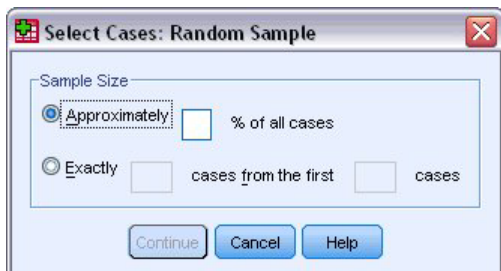 Select Cases: Random Sample
Sample Size
Approximately % of all cases
Exactly cases from the first cases
Continue Cancel Help